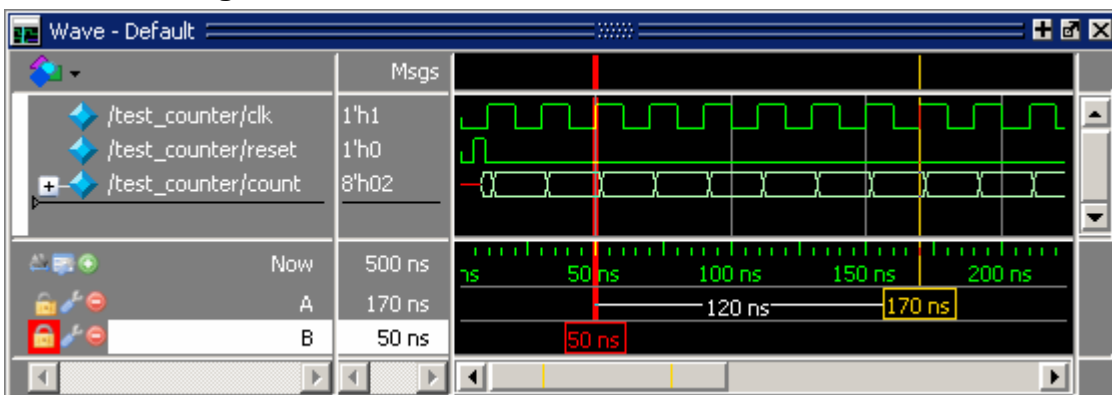 Wave - Default
Msgs
/test_counter/clk 1'h1
/test_counter/reset 1'h0
/test_counter/count 8'h02
Now 500 ns ns 50 ns 100 ns 150 ns 200 ns
A 170 ns 120 ns 170 ns
B 50 ns 50 ns